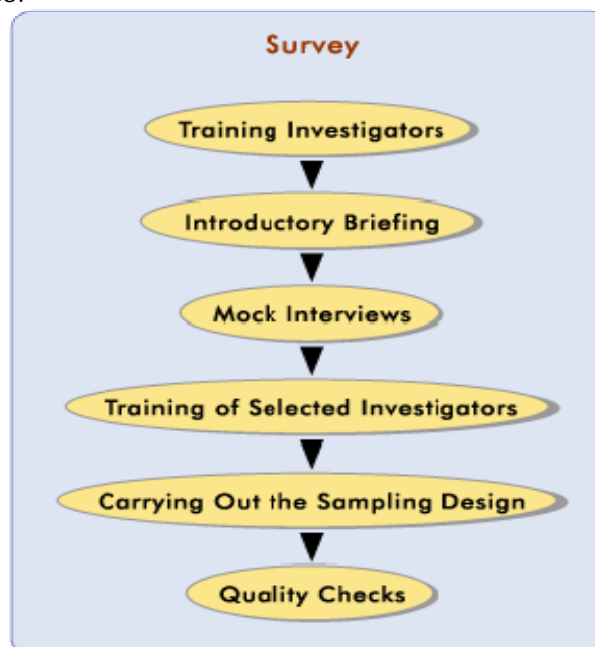 Survey
Training Investigators
Introductory Briefing
Mock Interviews
Training of Selected Investigators
Carrying Out the Sampling Design
Quality Checks